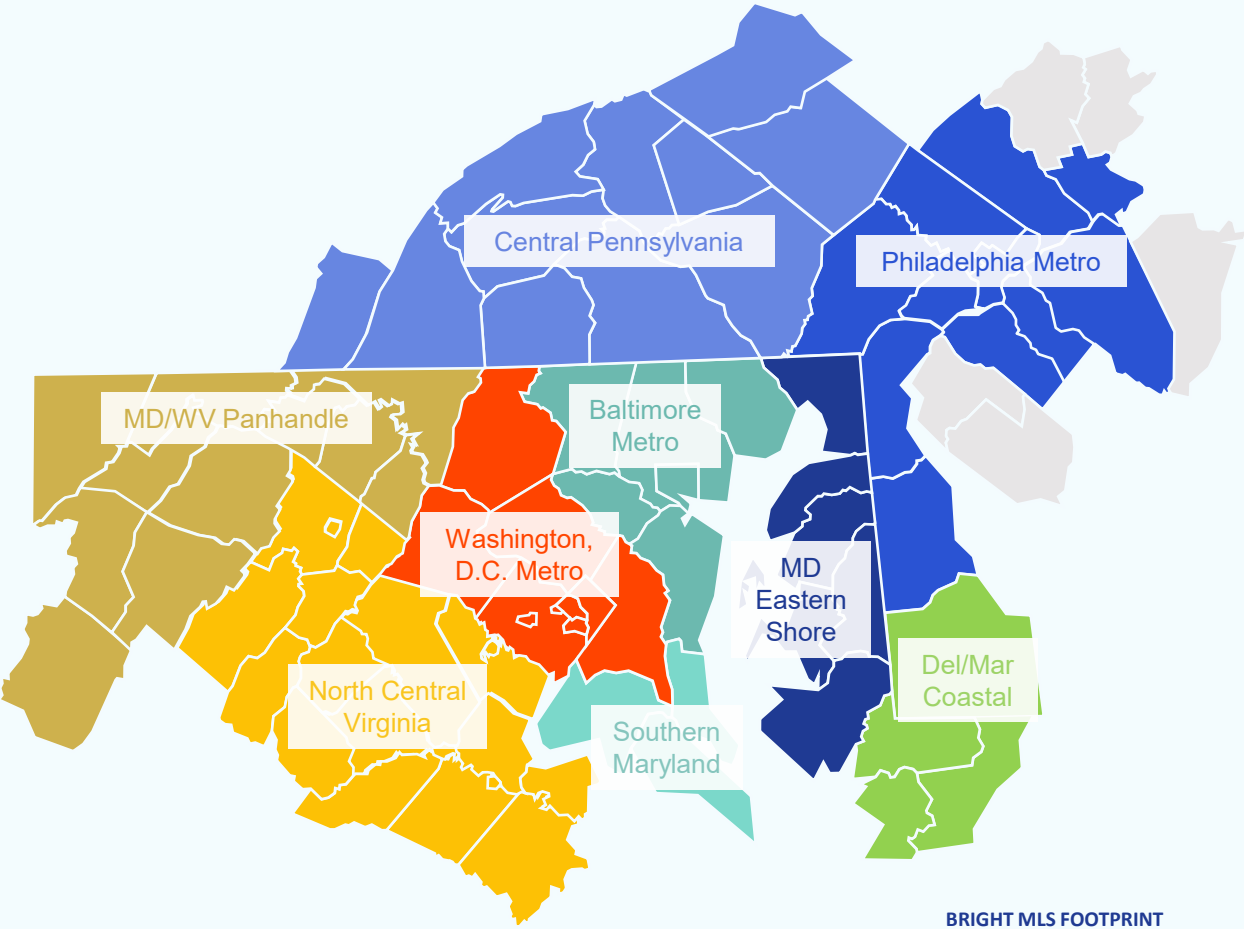 Central Pennsylvania
Philadelphia Metro
MD/WV Panhandle
Baltimore
Metro
Washington,
D.C. Metro
MD
Eastern
Shore
North Central
Virginia
Del/Mar
Coastal
Southern
Maryland
BRIGHT MLS FOOTPRINT